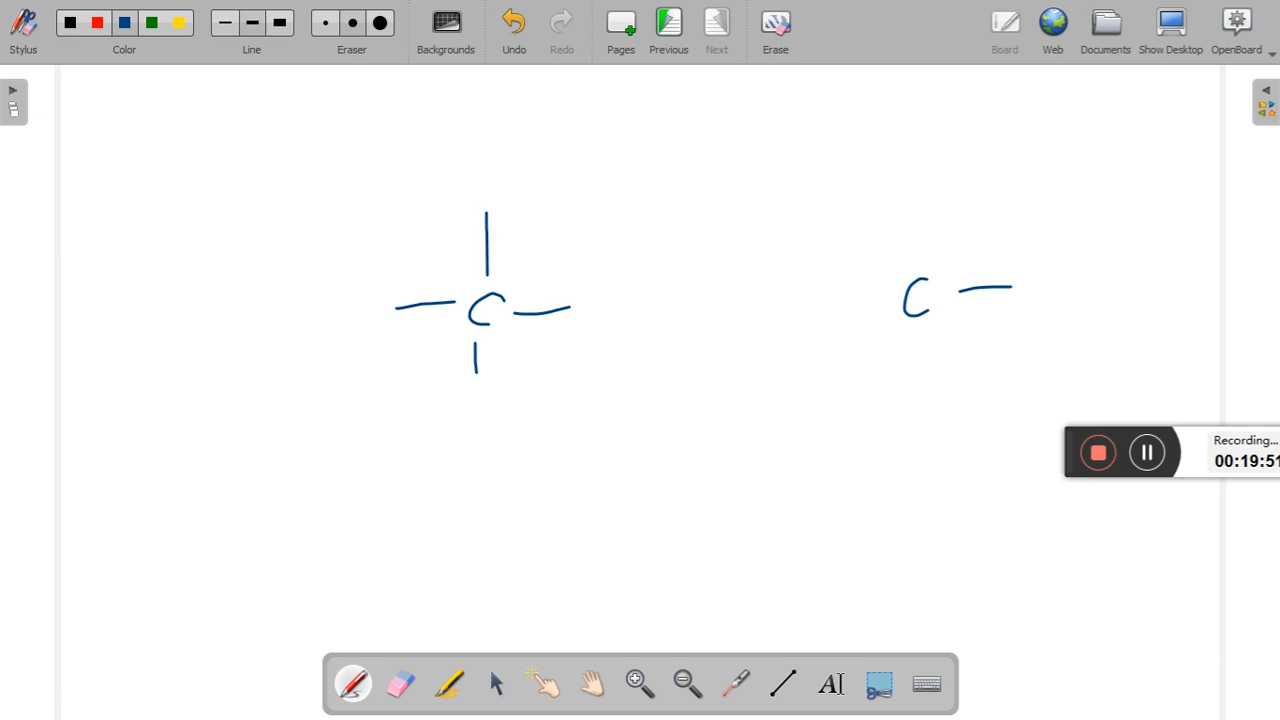 Stylus Color Line Eraser Backgrounds Undo Redo Pages Previous Next Erase Board Web Documents Show Desktop OpenBoard
C
C
Recording...
00:19:51
AI